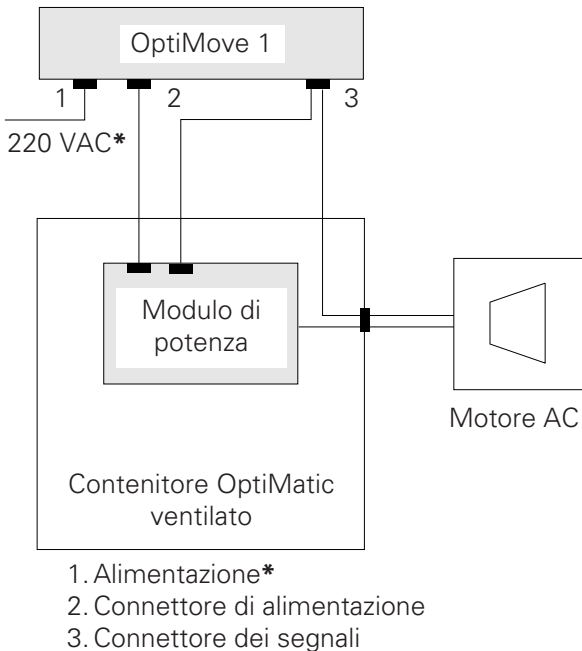 OptiMove 1
1
2
3
220 VAC*
Modulo di
potenza
Motore AC
Contenitore OptiMatic
ventilato
1. Alimentazione*
2. Connettore di alimentazione
3. Connettore dei segnali